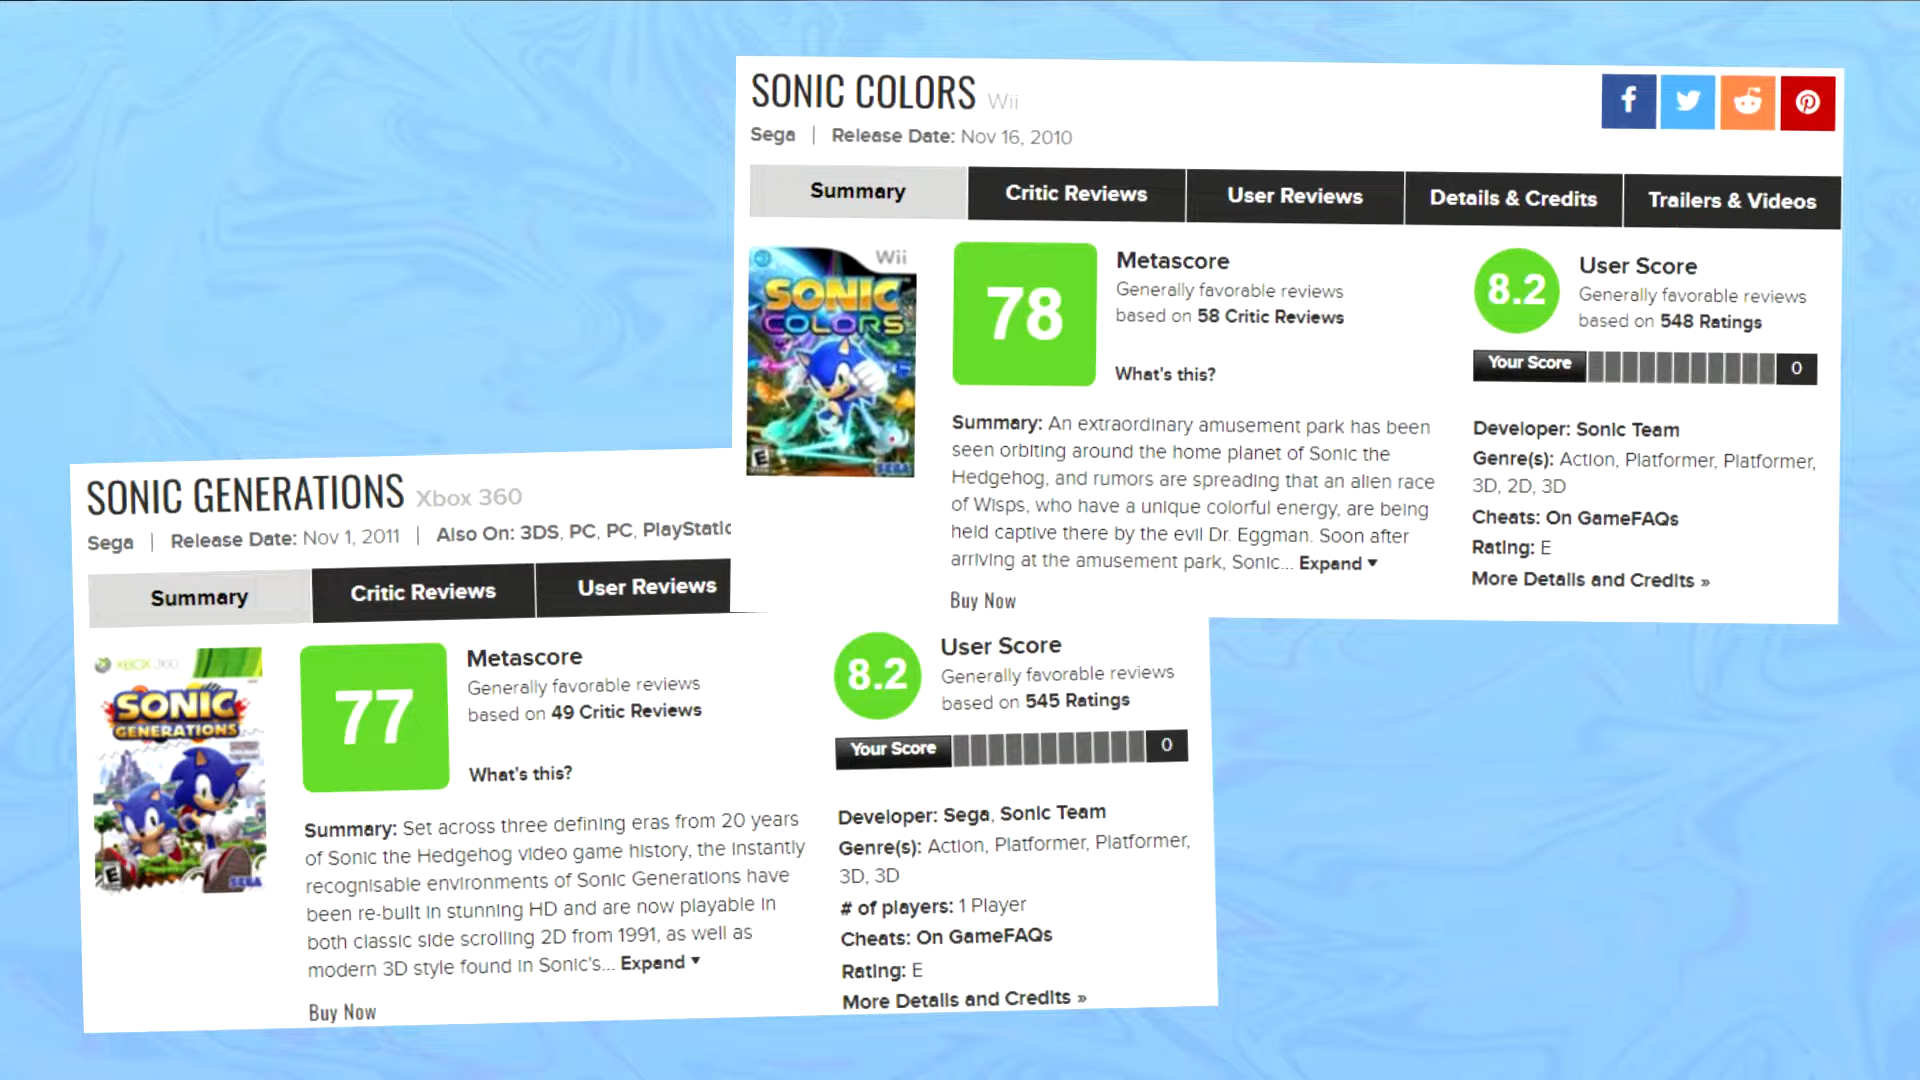 SONIC COLORS Wii
Sega | Release Date: Nov 16, 2010
Summary
Critic Reviews
User Reviews
Details & Credits
Trailers & Videos
Wii
SONIC
COLORS
E
SEGA
78
Metascore
Generally favorable reviews
based on 58 Critic Reviews
What's this?
8.2
User Score
Generally favorable reviews
based on 548 Ratings
Your Score
0
Summary: An extraordinary amusement park has been
seen orbiting around the home planet of Sonic the
Hedgehog, and rumors are spreading that an alien race
of Wisps, who have a unique colorful energy, are being
held captive there by the evil Dr. Eggman. Soon after
arriving at the amusement park, Sonic... Expand
Buy Now
Developer: Sonic Team
Genre(s): Action, Platformer, Platformer,
3D, 2D, 3D
Cheats: On GameFAQs
Rating: E
More Details and Credits »
SONIC GENERATIONS Xbox 360
Sega | Release Date: Nov 1, 2011 | Also On: 3DS, PC, PC, PlayStatic
Summary
Critic Reviews
User Reviews
XBOX 360
SONIC
GENERATIONS
E
SEGA
77
Metascore
Generally favorable reviews
based on 49 Critic Reviews
What's this?
8.2
User Score
Generally favorable reviews
based on 545 Ratings
Your Score
0
Summary: Set across three defining eras from 20 years
of Sonic the Hedgehog video game history, the instantly
recognisable environments of Sonic Generations have
been re-built in stunning HD and are now playable in
both classic side scrolling 2D from 1991, as well as
modern 3D style found in Sonic's... Expand
Buy Now
Developer: Sega, Sonic Team
Genre(s): Action, Platformer, Platformer,
3D, 3D
# of players: 1 Player
Cheats: On GameFAQs
Rating: E
More Details and Credits »